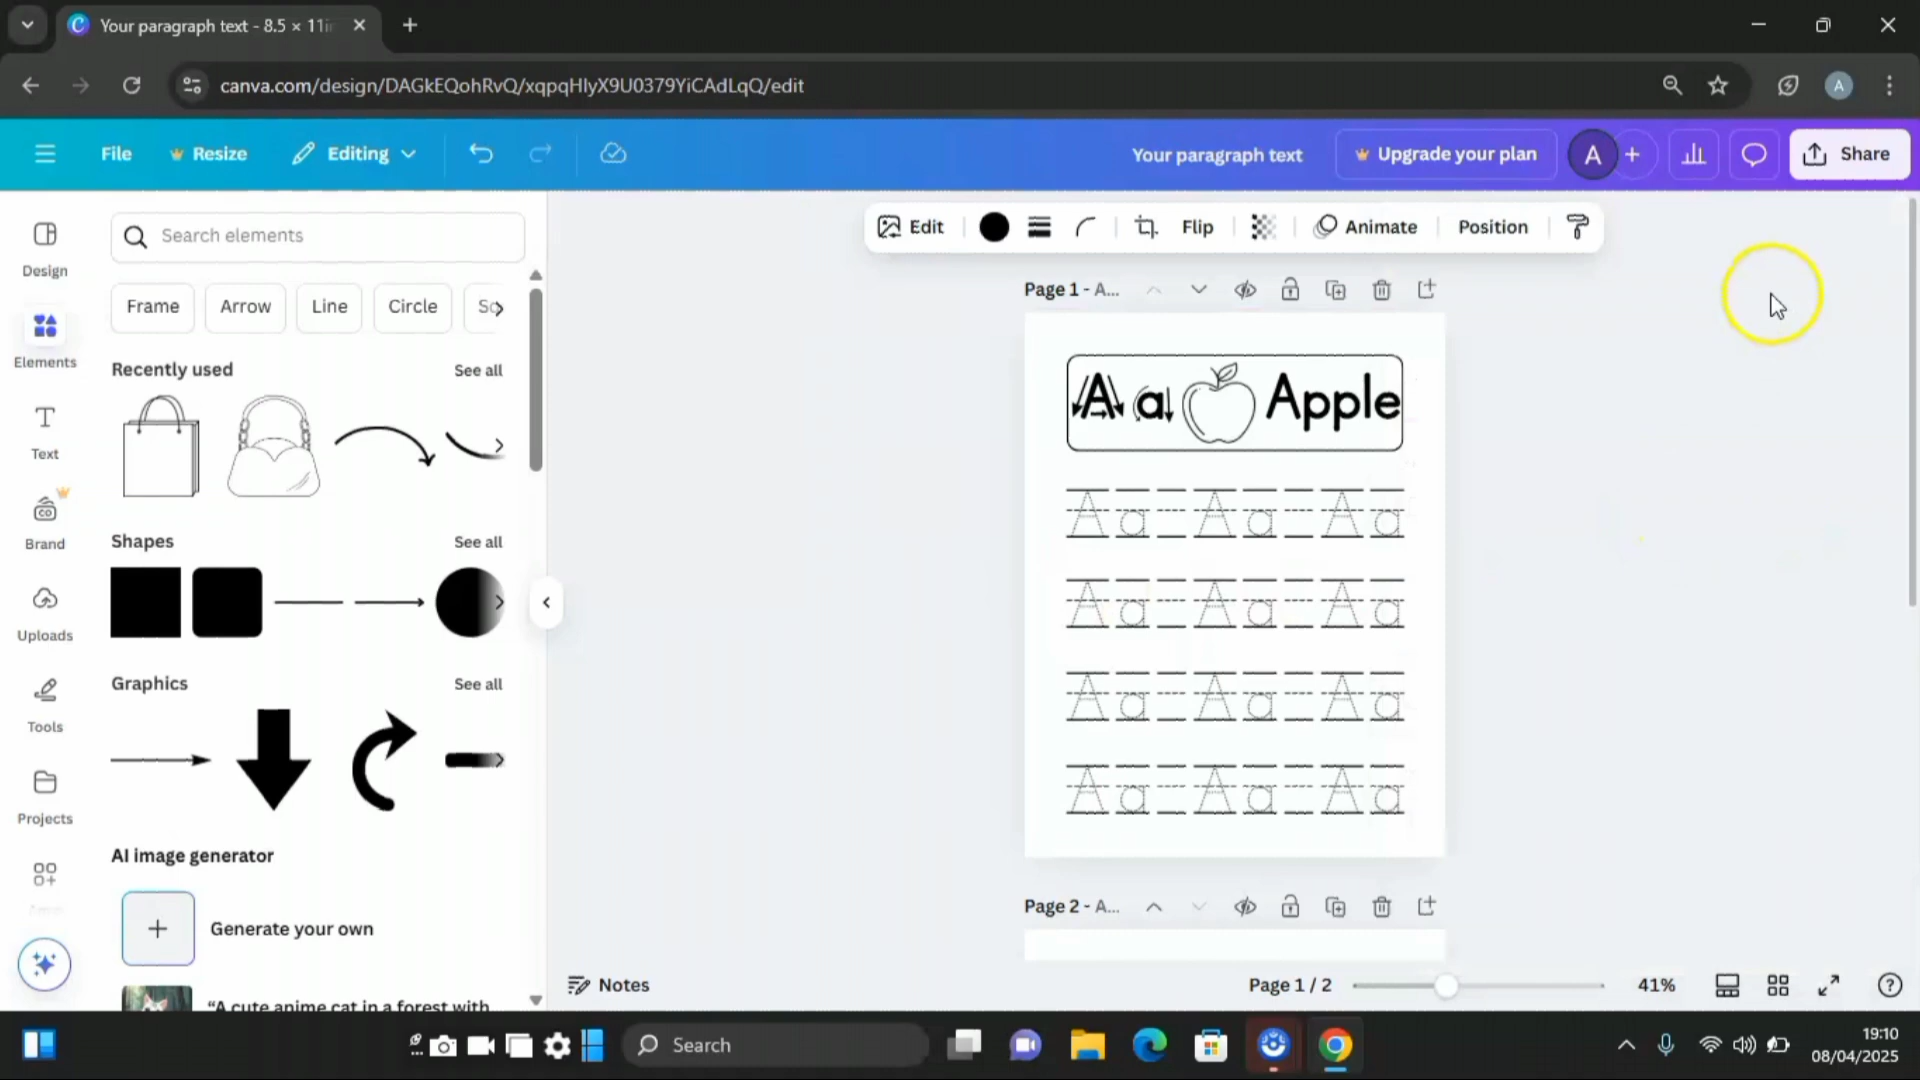 Your paragraph text - 8.5 × 11i
canva.com/design/DAGkEQohRvQ/xqpqHlyX9U0379YiCAdLqQ/edit
A
File
Resize
Editing
Your paragraph text
Upgrade your plan
A
Share
Design
Elements
Text
Brand
Uploads
Tools
Projects
Search elements
Frame
Arrow
Line
Circle
Recently used
See all
Shapes
See all
Graphics
See all
AI image generator
Generate your own
“A cute anime cat in a forest with
Edit
Flip
Animate
Position
Page 1 - A...
A a Apple
A a A a A a
A a A a A a
A a A a A a
A a A a A a
Page 2 - A...
Notes
Page 1 / 2
41%
Search
19:10
08/04/2025